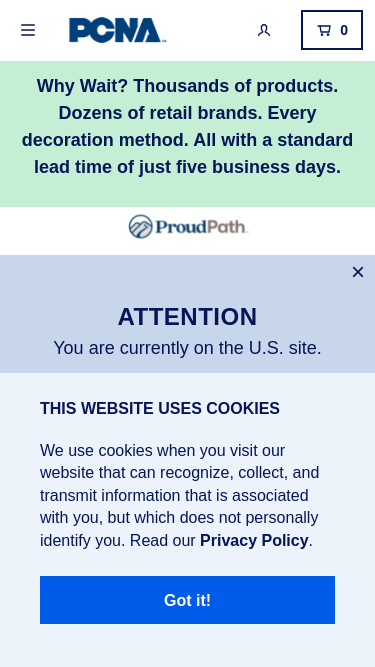 PCNA
0
Why Wait? Thousands of products.
Dozens of retail brands. Every
decoration method. All with a standard
lead time of just five business days.
ProudPath
ATTENTION
You are currently on the U.S. site.
THIS WEBSITE USES COOKIES
We use cookies when you visit our
website that can recognize, collect, and
transmit information that is associated
with you, but which does not personally
identify you. Read our Privacy Policy.
Got it!